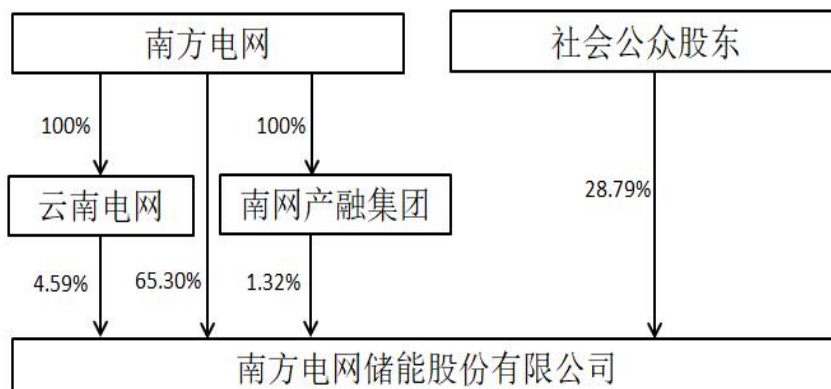 南方电网
社会公众股东
100%
100%
云南电网
南网产融集团
28.79%
4.59%
65.30%
1.32%
南方电网储能股份有限公司